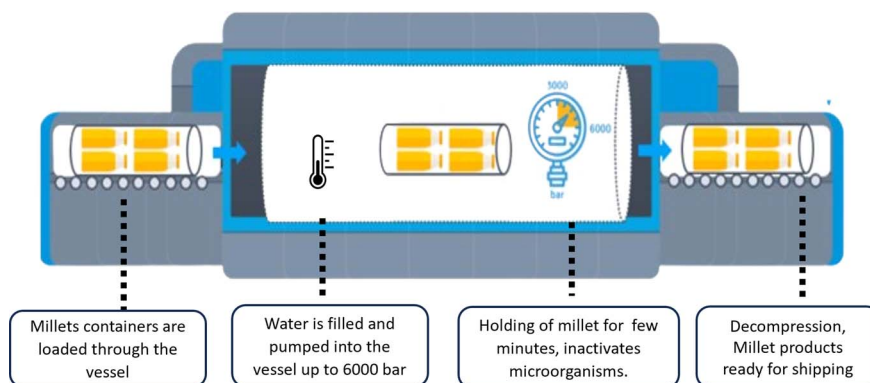 3000
6000
bar
Millets containers are
loaded through the
vessel
Water is filled and
pumped into the
vessel up to 6000 bar
Holding of millet for few
minutes, inactivates
microorganisms.
Decompression,
Millet products
ready for shipping